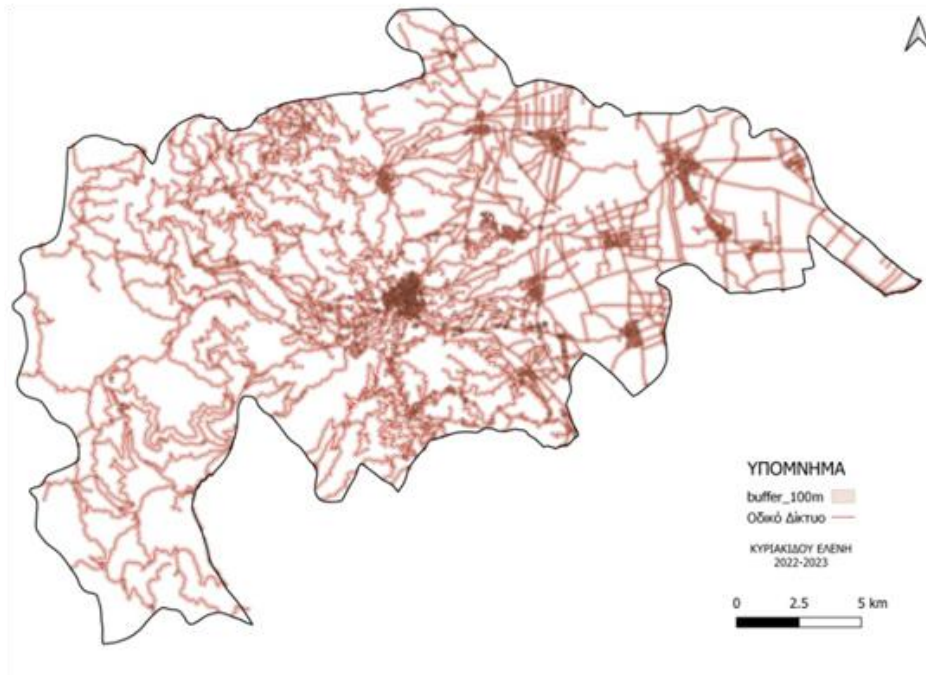 ΥΠΟΜΝΗΜΑ
buffer_100m
Οδικό Δίκτυο
ΚΥΡΙΑΚΙΔΟΥ ΕΛΕΝΗ
2022-2023
0 2.5 5 km